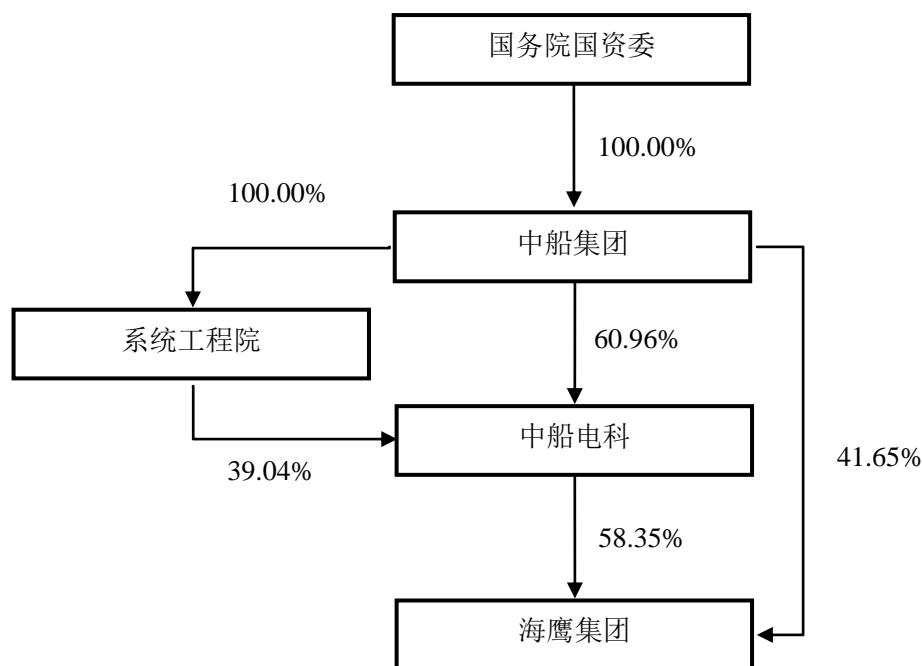 国务院国资委
100.00%
100.00%
中船集团
系统工程院
60.96%
中船电科
39.04%
41.65%
58.35%
海鹰集团